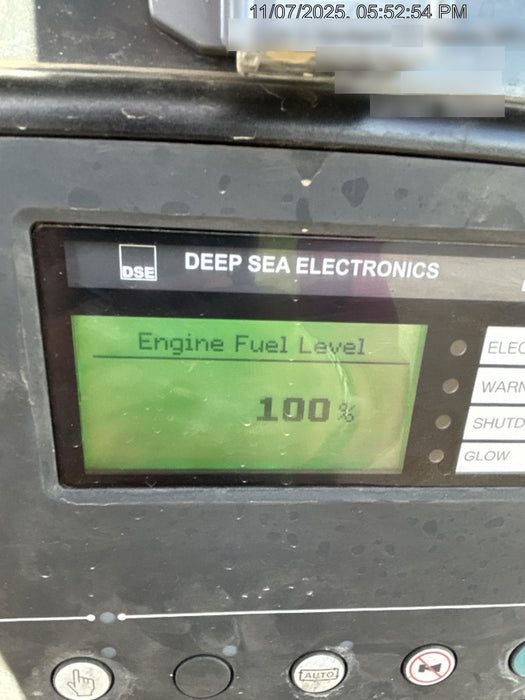 11/07/2025, 05:52:54 PM
DSE
DEEP SEA ELECTRONICS
Engine Fuel Level
100%
ELEC
WARN
SHUTD
GLOW
AUTO